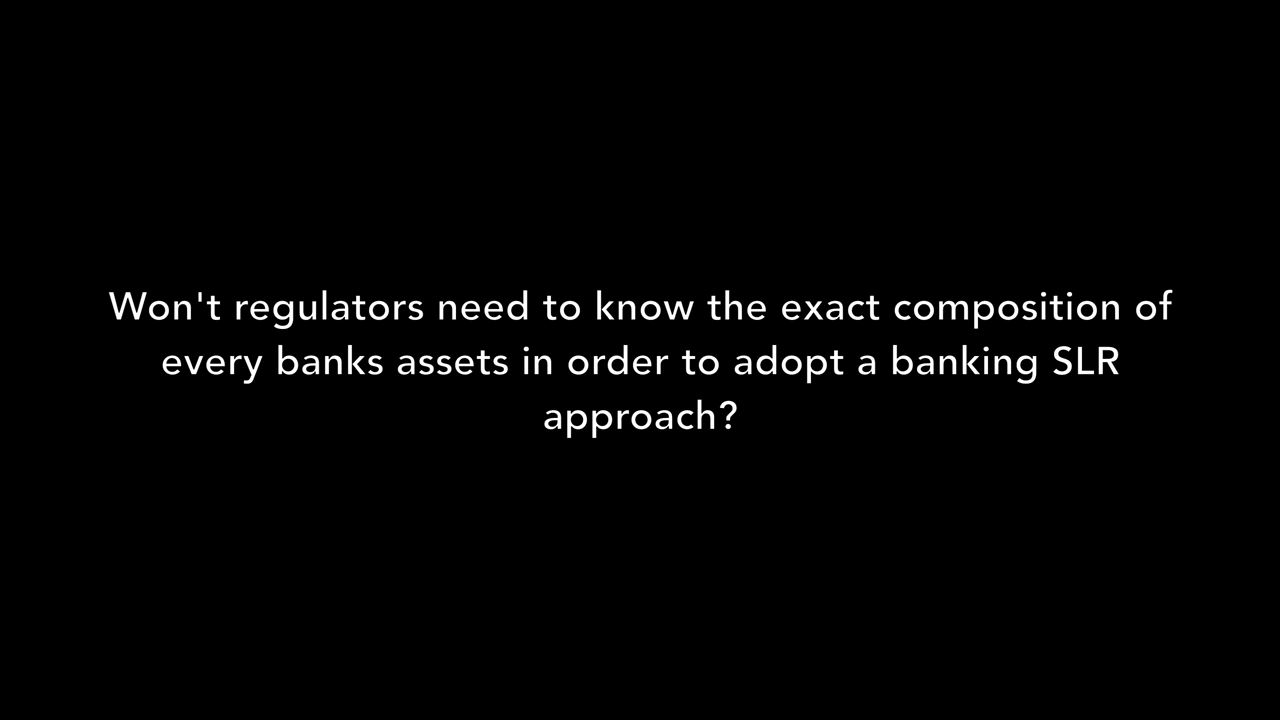 Won't regulators need to know the exact composition of
every banks assets in order to adopt a banking SLR
approach?